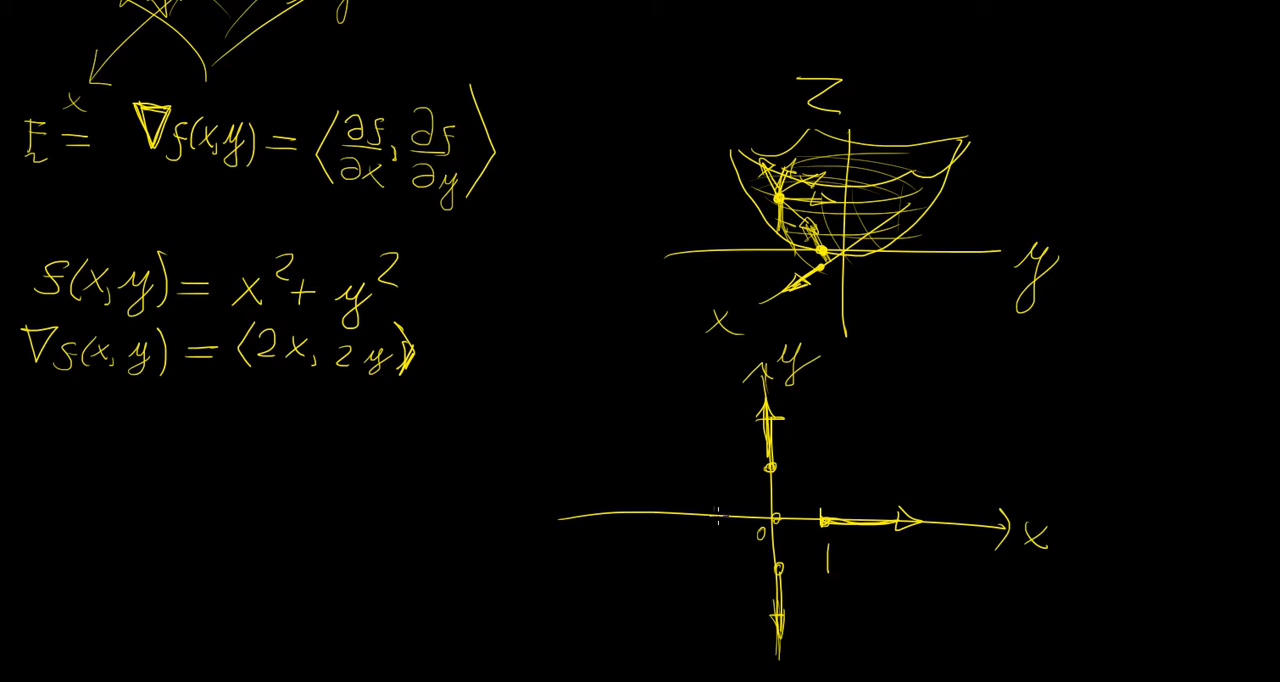 y
x
F = ∇f(x,y) = ⟨∂f/∂x, ∂f/∂y⟩
f(x,y) = x² + y²
∇f(x,y) = ⟨2x, 2y⟩
z
y
x
y
x
0
1